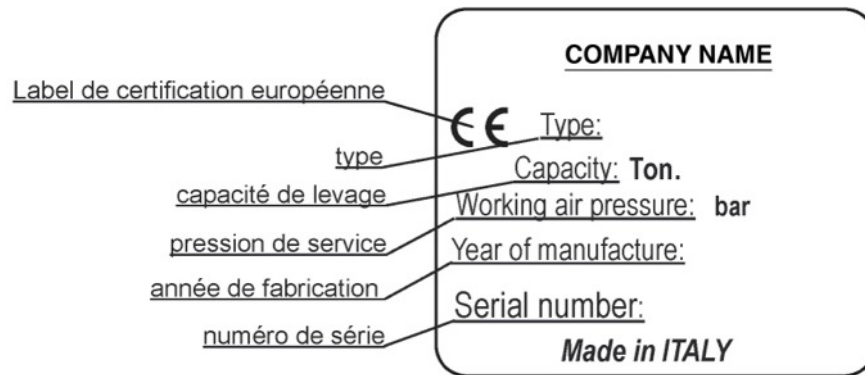 COMPANY NAME
Label de certification européenne
CE Type:
type
Capacity: Ton.
capacité de levage
Working air pressure: bar
pression de service
Year of manufacture:
année de fabrication
Serial number:
numéro de série
Made in ITALY